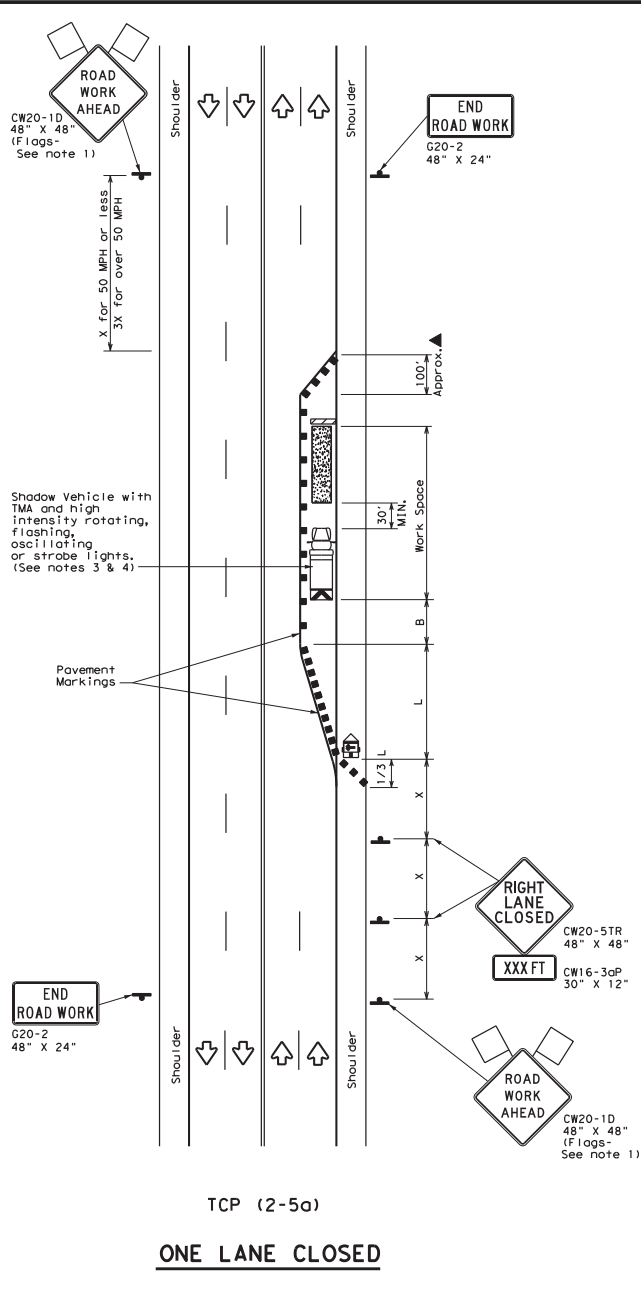 ROAD
WORK
AHEAD
CW20-1D
48" X 48"
(Flags-
See note 1)
Shoulder
Shoulder
END
ROAD WORK
G20-2
48" X 24"
X for 50 MPH or less
3X for over 50 MPH
100'
Approx.
Shadow Vehicle with
TMA and high
intensity rotating,
flashing,
oscillating
or strobe lights.
(See notes 3 & 4)
30'
MIN.
Work Space
B
Pavement
Markings
L
1/3 L
X
X
X
RIGHT
LANE
CLOSED
CW20-5TR
48" X 48"
XXX FT
CW16-3aP
30" X 12"
END
ROAD WORK
G20-2
48" X 24"
Shoulder
Shoulder
ROAD
WORK
AHEAD
CW20-1D
48" X 48"
(Flags-
See note 1)
TCP (2-5a)
ONE LANE CLOSED